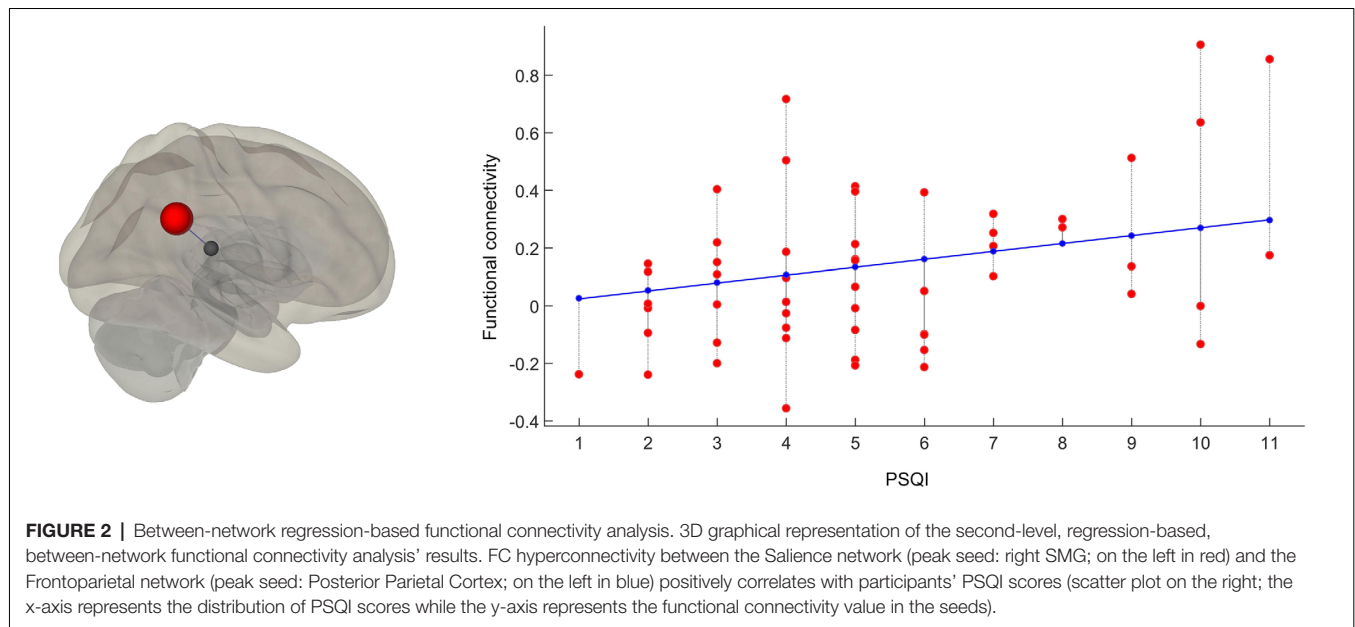 0.8
0.6
0.4
0.2
0
-0.2
-0.4
Functional connectivity
1 2 3 4 5 6 7 8 9 10 11
PSQI
FIGURE 2 | Between-network regression-based functional connectivity analysis. 3D graphical representation of the second-level, regression-based,
between-network functional connectivity analysis’ results. FC hyperconnectivity between the Salience network (peak seed: right SMG; on the left in red) and the
Frontoparietal network (peak seed: Posterior Parietal Cortex; on the left in blue) positively correlates with participants’ PSQI scores (scatter plot on the right; the
x-axis represents the distribution of PSQI scores while the y-axis represents the functional connectivity value in the seeds).